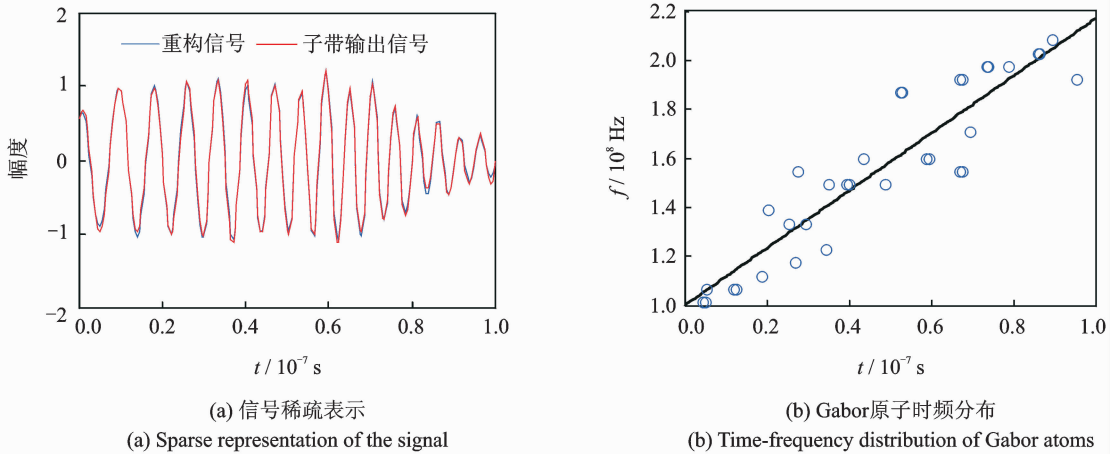 2
1
0
−1
−2
幅度
重构信号 子带输出信号
0.0 0.2 0.4 0.6 0.8 1.0
t / 10⁻⁷ s
(a) 信号稀疏表示
(a) Sparse representation of the signal
2.2
2.0
1.8
1.6
1.4
1.2
1.0
f / 10⁸ Hz
0.0 0.2 0.4 0.6 0.8 1.0
t / 10⁻⁷ s
(b) Gabor原子时频分布
(b) Time-frequency distribution of Gabor atoms